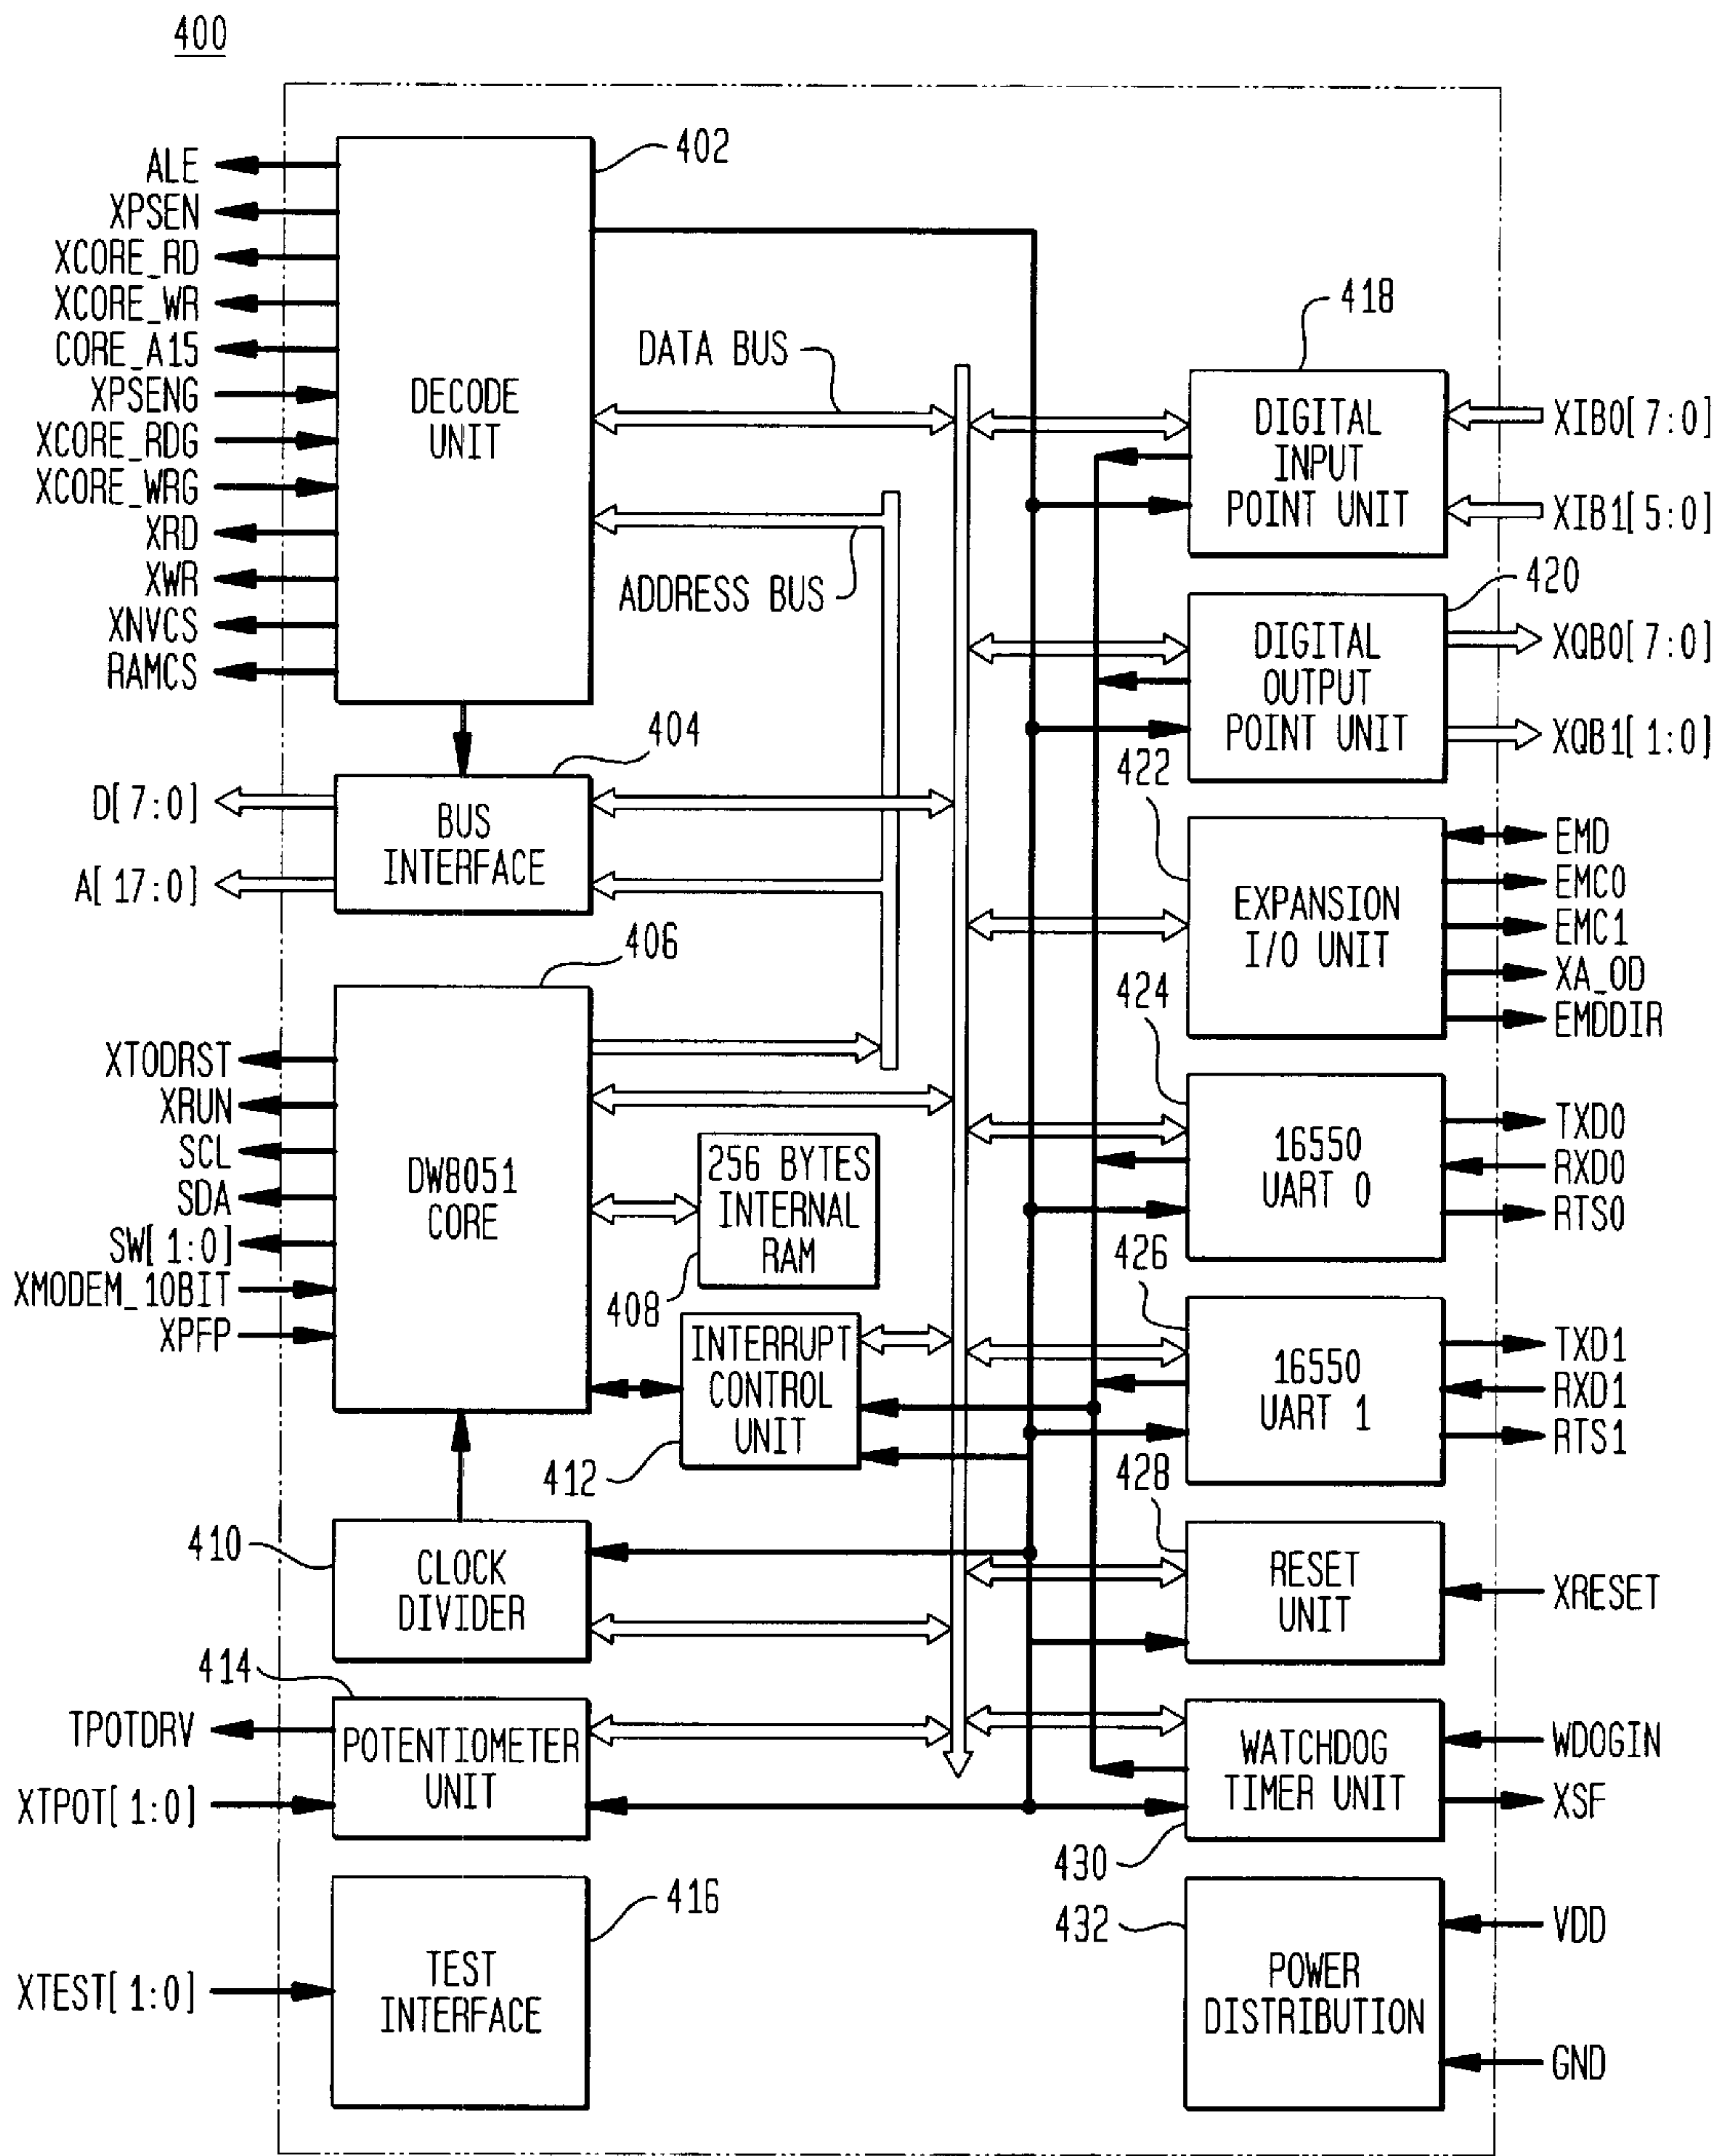 400
402
ALE
XPSEN
XCORE_RD
XCORE_WR
CORE_A15
XPSENG
XCORE_RDG
XCORE_WRG
XRD
XWR
XNVCS
RAMCS
DECODE
UNIT
DATA BUS
ADDRESS BUS
404
D[7:0]
A[17:0]
BUS
INTERFACE
406
XTODRST
XRUN
SCL
SDA
SW[1:0]
XMODEM_10BIT
XPFP
DW8051
CORE
256 BYTES
INTERNAL
RAM
408
INTERRUPT
CONTROL
UNIT
412
410
CLOCK
DIVIDER
414
TPOTDRV
XTPOT[1:0]
POTENTIOMETER
UNIT
416
XTEST[1:0]
TEST
INTERFACE
418
DIGITAL
INPUT
POINT UNIT
XIB0[7:0]
XIB1[5:0]
420
DIGITAL
OUTPUT
POINT UNIT
XQB0[7:0]
XQB1[1:0]
422
EXPANSION
I/O UNIT
EMD
EMC0
EMC1
XA_OD
EMDDIR
424
16550
UART 0
TXD0
RXD0
RTS0
426
16550
UART 1
TXD1
RXD1
RTS1
428
RESET
UNIT
XRESET
WATCHDOG
TIMER UNIT
WDOGIN
XSF
430
432
POWER
DISTRIBUTION
VDD
GND